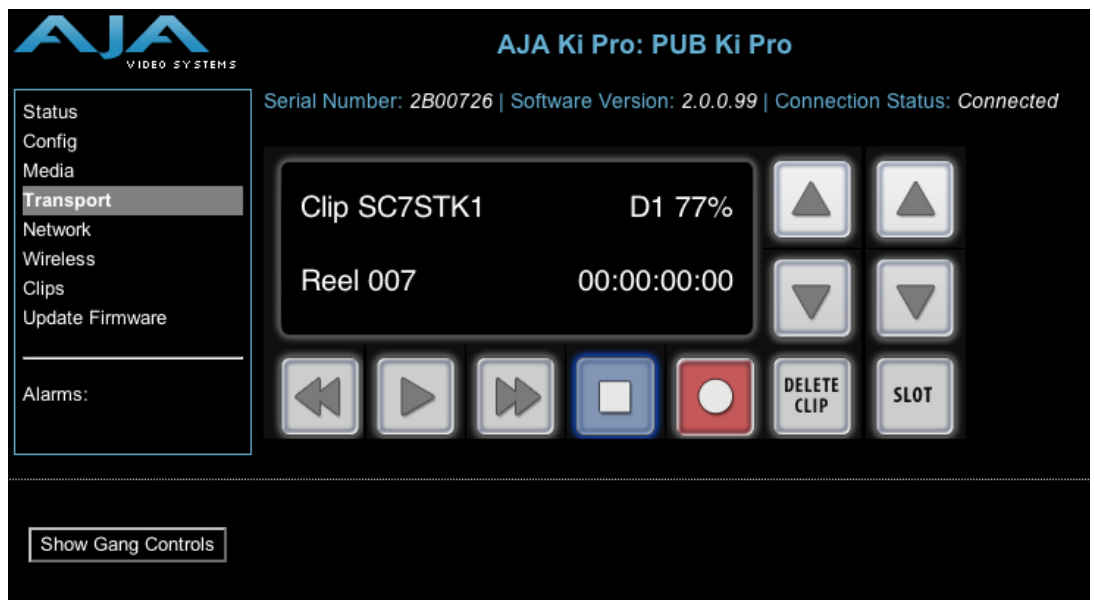 AJA
VIDEO SYSTEMS
AJA Ki Pro: PUB Ki Pro
Serial Number: 2B00726 | Software Version: 2.0.0.99 | Connection Status: Connected
Status
Config
Media
Transport
Network
Wireless
Clips
Update Firmware
Alarms:
Clip SC7STK1 D1 77%
Reel 007 00:00:00:00
DELETE
CLIP
SLOT
Show Gang Controls